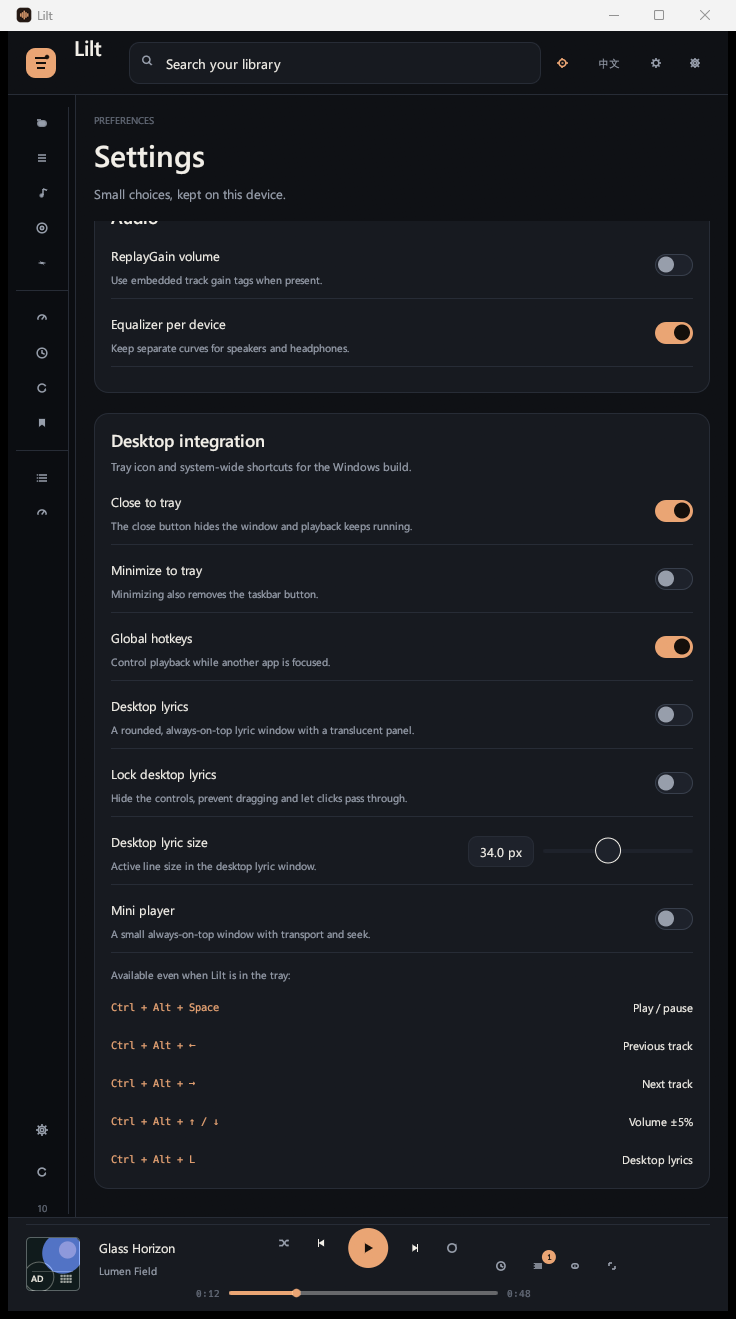 Lilt
Lilt
Search your library
中文
PREFERENCES
Settings
Small choices, kept on this device.
Audio
ReplayGain volume
Use embedded track gain tags when present.
Equalizer per device
Keep separate curves for speakers and headphones.
Desktop integration
Tray icon and system-wide shortcuts for the Windows build.
Close to tray
The close button hides the window and playback keeps running.
Minimize to tray
Minimizing also removes the taskbar button.
Global hotkeys
Control playback while another app is focused.
Desktop lyrics
A rounded, always-on-top lyric window with a translucent panel.
Lock desktop lyrics
Hide the controls, prevent dragging and let clicks pass through.
Desktop lyric size
34.0 px
Active line size in the desktop lyric window.
Mini player
A small always-on-top window with transport and seek.
Available even when Lilt is in the tray:
Ctrl + Alt + Space Play / pause
Ctrl + Alt + ← Previous track
Ctrl + Alt + → Next track
Ctrl + Alt + ↑ / ↓ Volume ±5%
Ctrl + Alt + L Desktop lyrics
10
Glass Horizon
Lumen Field
AD
1
0:12 0:48